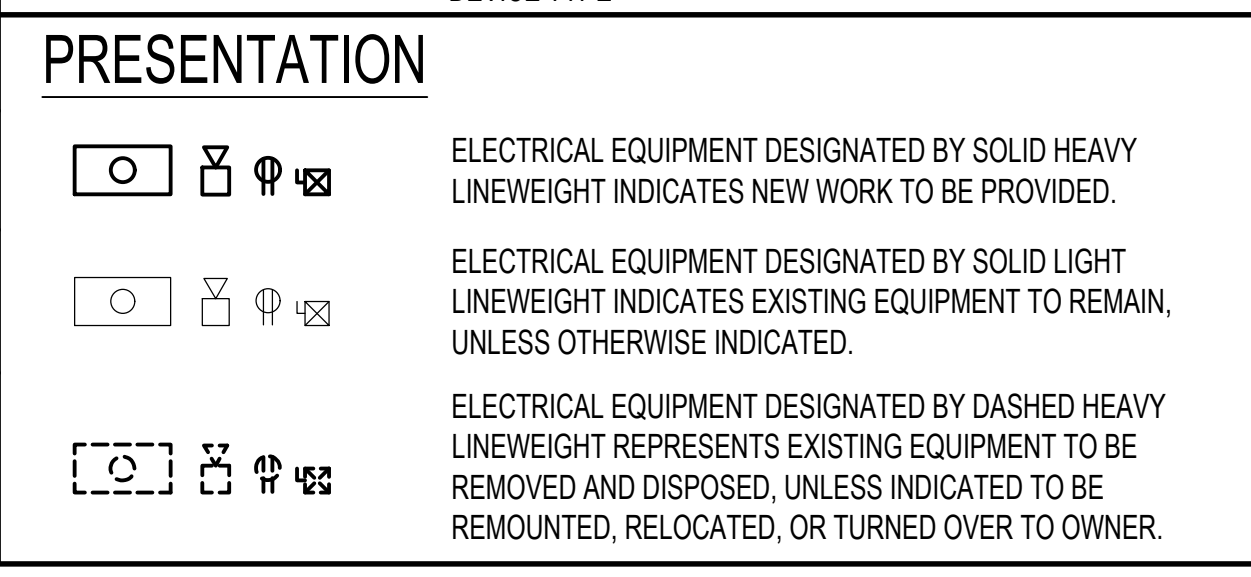 DEVICE TYPE
PRESENTATION
ELECTRICAL EQUIPMENT DESIGNATED BY SOLID HEAVY
LINEWEIGHT INDICATES NEW WORK TO BE PROVIDED.
ELECTRICAL EQUIPMENT DESIGNATED BY SOLID LIGHT
LINEWEIGHT INDICATES EXISTING EQUIPMENT TO REMAIN,
UNLESS OTHERWISE INDICATED.
ELECTRICAL EQUIPMENT DESIGNATED BY DASHED HEAVY
LINEWEIGHT REPRESENTS EXISTING EQUIPMENT TO BE
REMOVED AND DISPOSED, UNLESS INDICATED TO BE
REMOUNTED, RELOCATED, OR TURNED OVER TO OWNER.